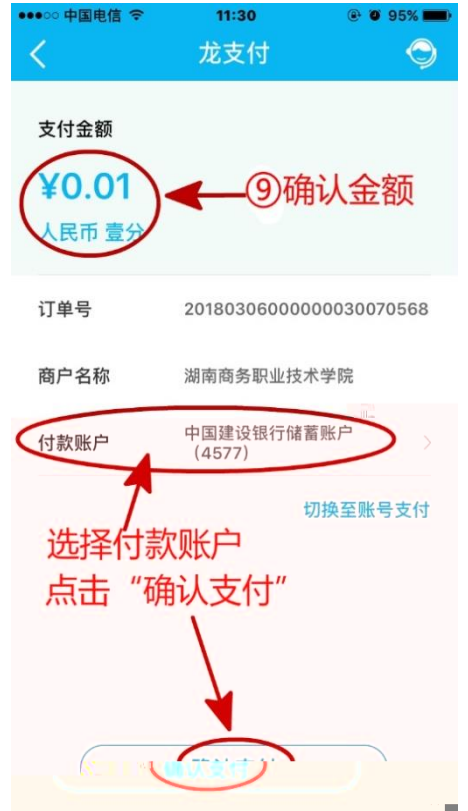 中国电信 11:30 95%
龙支付
支付金额
¥0.01
⑨确认金额
人民币 壹分
订单号 20180306000000030070568
商户名称 湖南商务职业技术学院
付款账户 中国建设银行储蓄账户
(4577)
切换至账号支付
选择付款账户
点击“确认支付”
确认支付